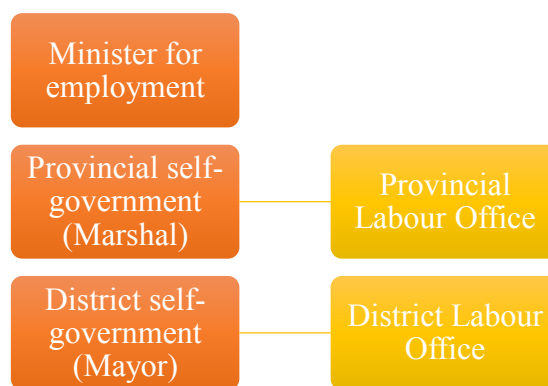 Minister for
employment
Provincial self-
government
(Marshal)
Provincial
Labour Office
District self-
government
(Mayor)
District Labour
Office